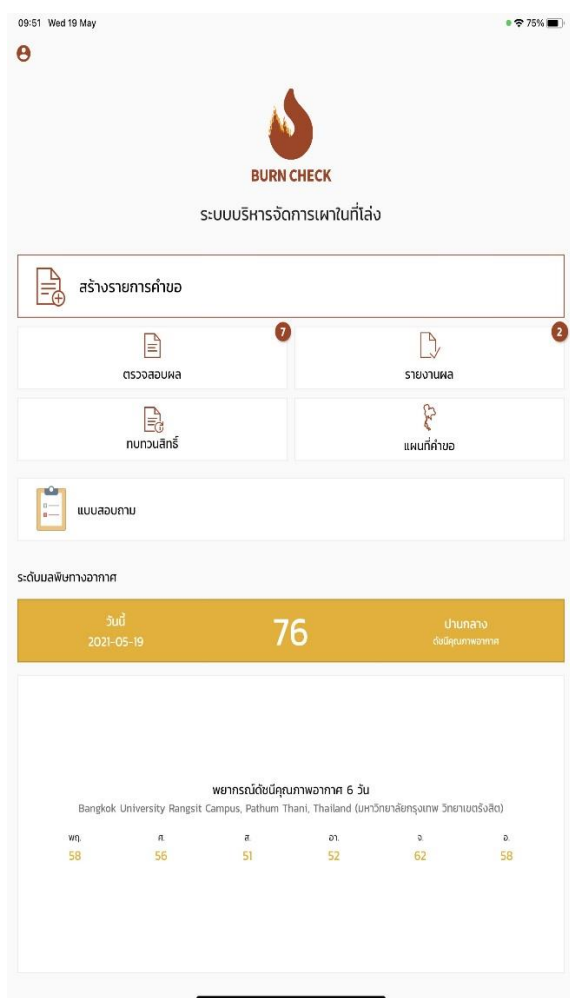 09:51 Wed 19 May
75%
BURN CHECK
ระบบบริหารจัดการเผาในที่โล่ง
สร้างรายการคำขอ
7
2
ตรวจสอบผล
รายงานผล
ทบทวนสิทธิ์
แผนที่คำขอ
แบบสอบถาม
ระดับมลพิษทางอากาศ
วันนี้
2021-05-19
76
ปานกลาง
ดัชนีคุณภาพอากาศ
พยากรณ์ดัชนีคุณภาพอากาศ 6 วัน
Bangkok University Rangsit Campus, Pathum Thani, Thailand (มหาวิทยาลัยกรุงเทพ วิทยาเขตรังสิต)
พฤ. ศ. ส. อา. จ. อ.
58 56 51 52 62 58